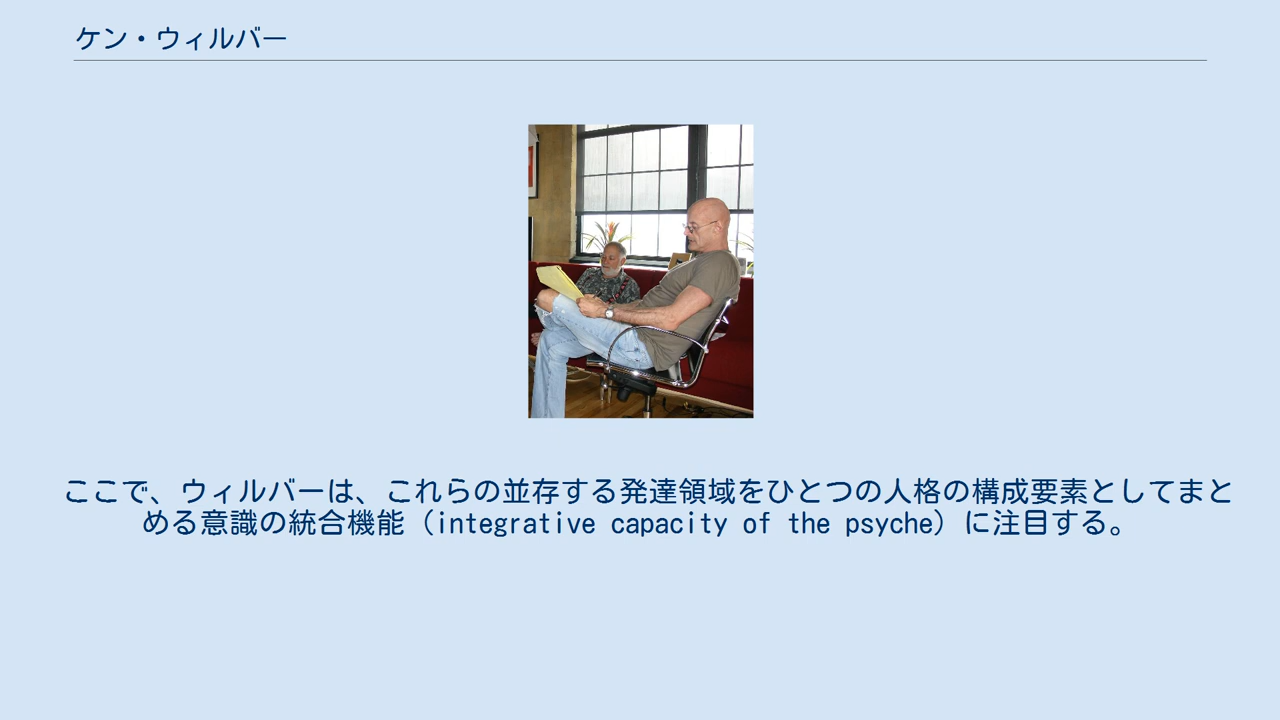 ケン・ウィルバー
ここで、ウィルバーは、これらの並存する発達領域をひとつの人格の構成要素としてまと
める意識の統合機能（integrative capacity of the psyche）に注目する。